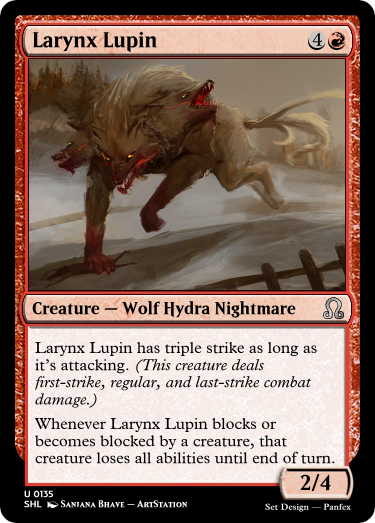 Larynx Lupin 4
Creature — Wolf Hydra Nightmare
Larynx Lupin has triple strike as long as
it's attacking. (This creature deals
first-strike, regular, and last-strike combat
damage.)
Whenever Larynx Lupin blocks or
becomes blocked by a creature, that
creature loses all abilities until end of turn.
2/4
U 0135
SHL Sanjana Bhave — ArtStation
Set Design — Panfex